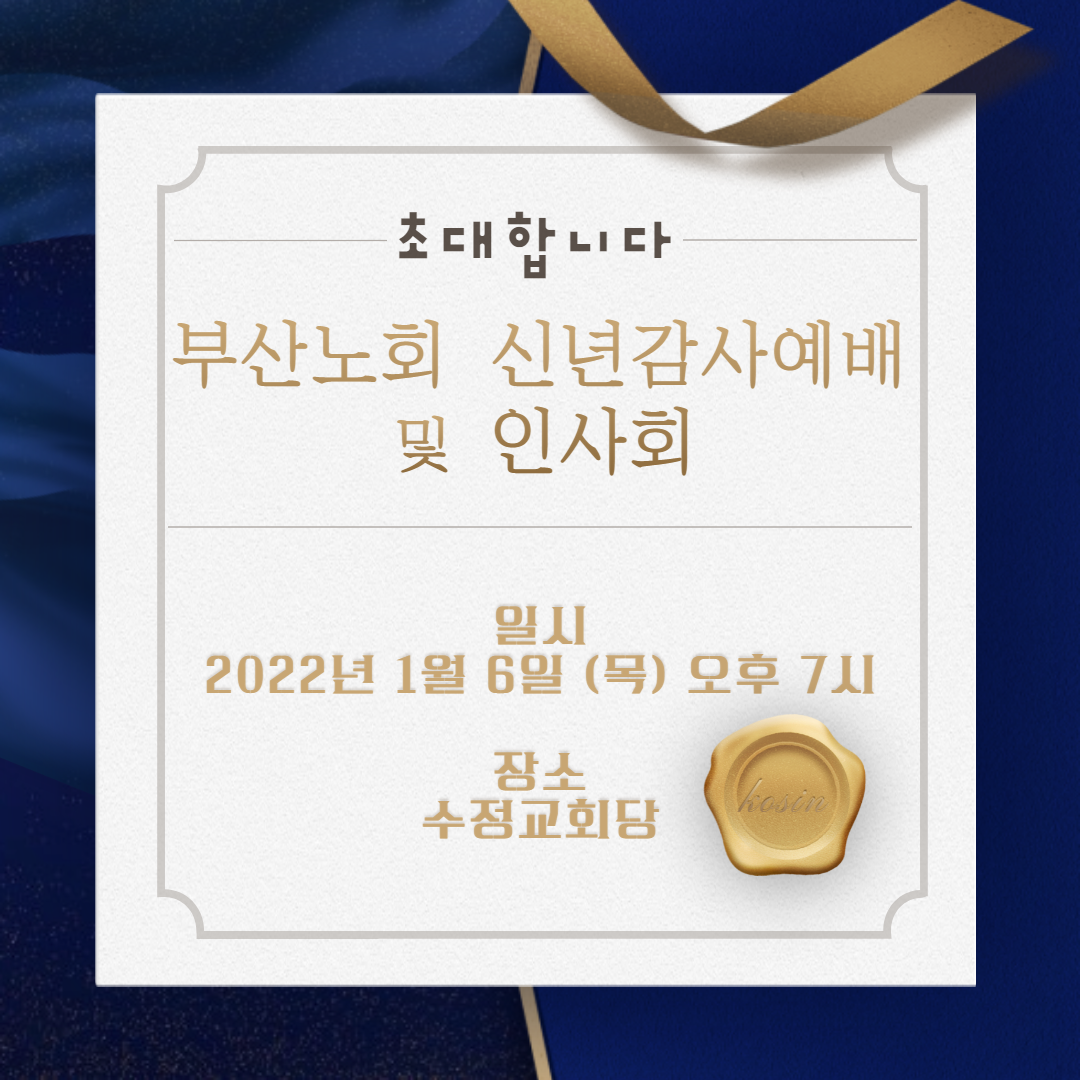 초대합니다
부산노회 신년감사예배
및 인사회
일시
2022년 1월 6일 (목) 오후 7시
장소
수정교회당
kosin